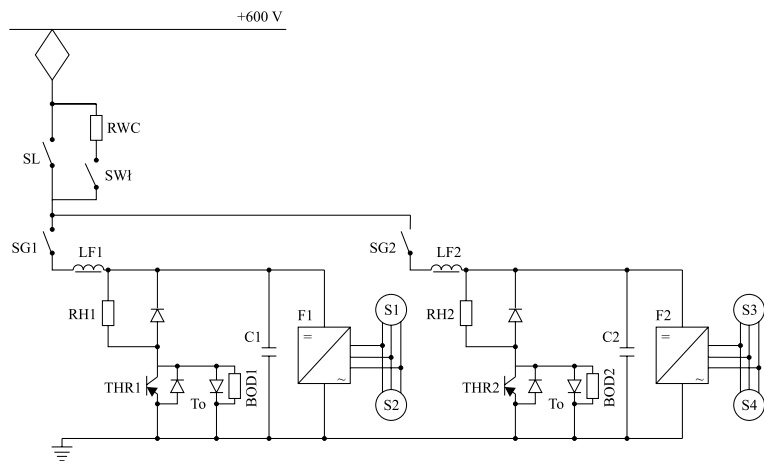 +600 V
RWC
SL
SWł
SG1
LF1
SG2
LF2
RH1
C1
F1
=
~
S1
S2
THR1
To
BOD1
RH2
C2
F2
=
~
S3
S4
THR2
To
BOD2